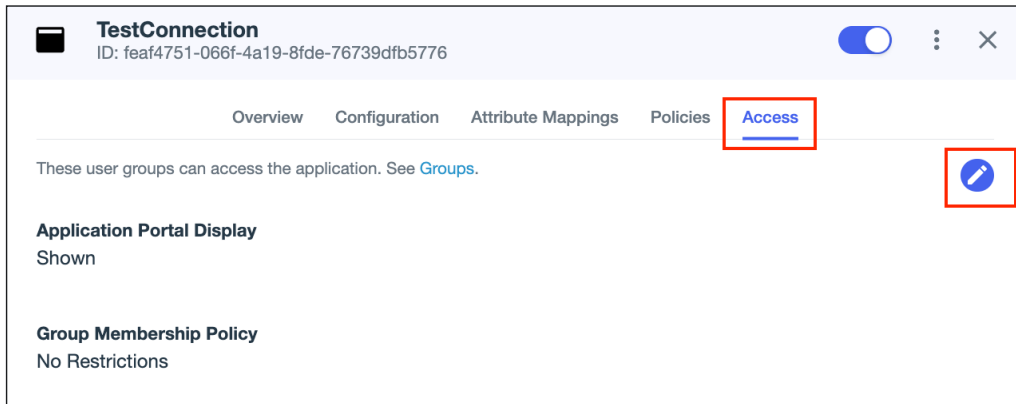 TestConnection
ID: feaf4751-066f-4a19-8fde-76739dfb5776
Overview Configuration Attribute Mappings Policies Access
These user groups can access the application. See Groups.
Application Portal Display
Shown
Group Membership Policy
No Restrictions